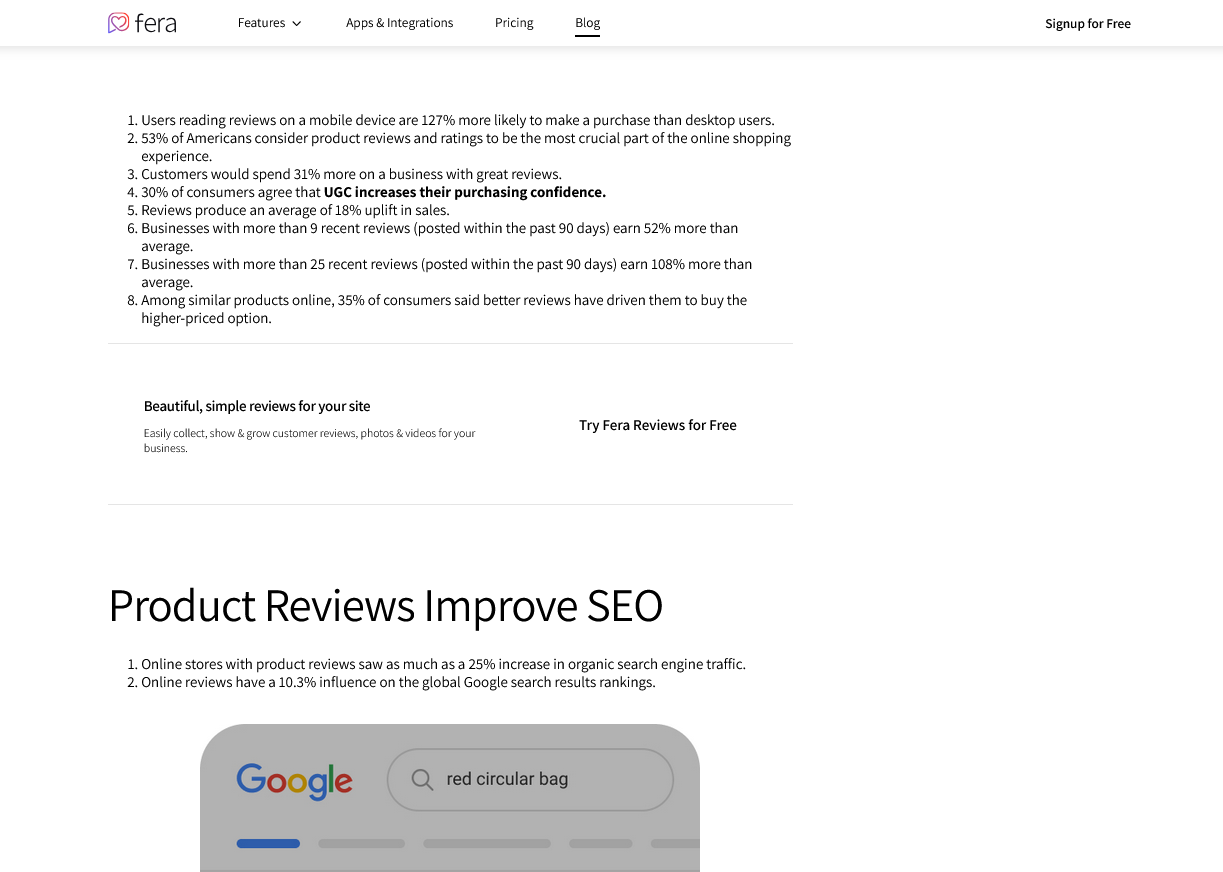 fera
Features
Apps & Integrations
Pricing
Blog
Signup for Free
1. Users reading reviews on a mobile device are 127% more likely to make a purchase than desktop users.
2. 53% of Americans consider product reviews and ratings to be the most crucial part of the online shopping
experience.
3. Customers would spend 31% more on a business with great reviews.
4. 30% of consumers agree that UGC increases their purchasing confidence.
5. Reviews produce an average of 18% uplift in sales.
6. Businesses with more than 9 recent reviews (posted within the past 90 days) earn 52% more than
average.
7. Businesses with more than 25 recent reviews (posted within the past 90 days) earn 108% more than
average.
8. Among similar products online, 35% of consumers said better reviews have driven them to buy the
higher-priced option.
Beautiful, simple reviews for your site
Easily collect, show & grow customer reviews, photos & videos for your
business.
Try Fera Reviews for Free
Product Reviews Improve SEO
1. Online stores with product reviews saw as much as a 25% increase in organic search engine traffic.
2. Online reviews have a 10.3% influence on the global Google search results rankings.
Google
red circular bag